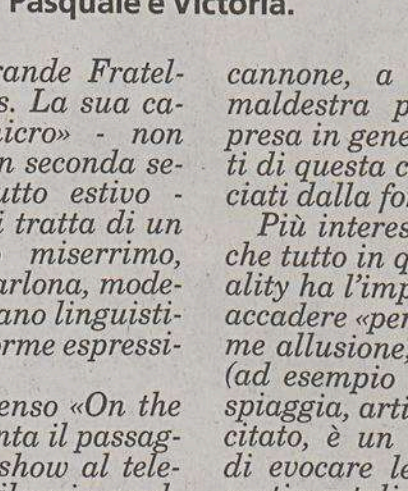 Pasquale e Victoria.
rande Fratel-
s. La sua ca-
icro» - non
n seconda se-
utto estivo -
i tratta di un
miserrimo,
arlona, mode-
ano linguisti-
orme espressi-
enso «On the
nta il passag-
show al tele-
cannone, a
maldestra p
presa in gene
ti di questa c
ciati dalla fo
Più interes
che tutto in q
ality ha l'imp
accadere «per
me allusione,
(ad esempio
spiaggia, arti
citato, è un
di evocare le